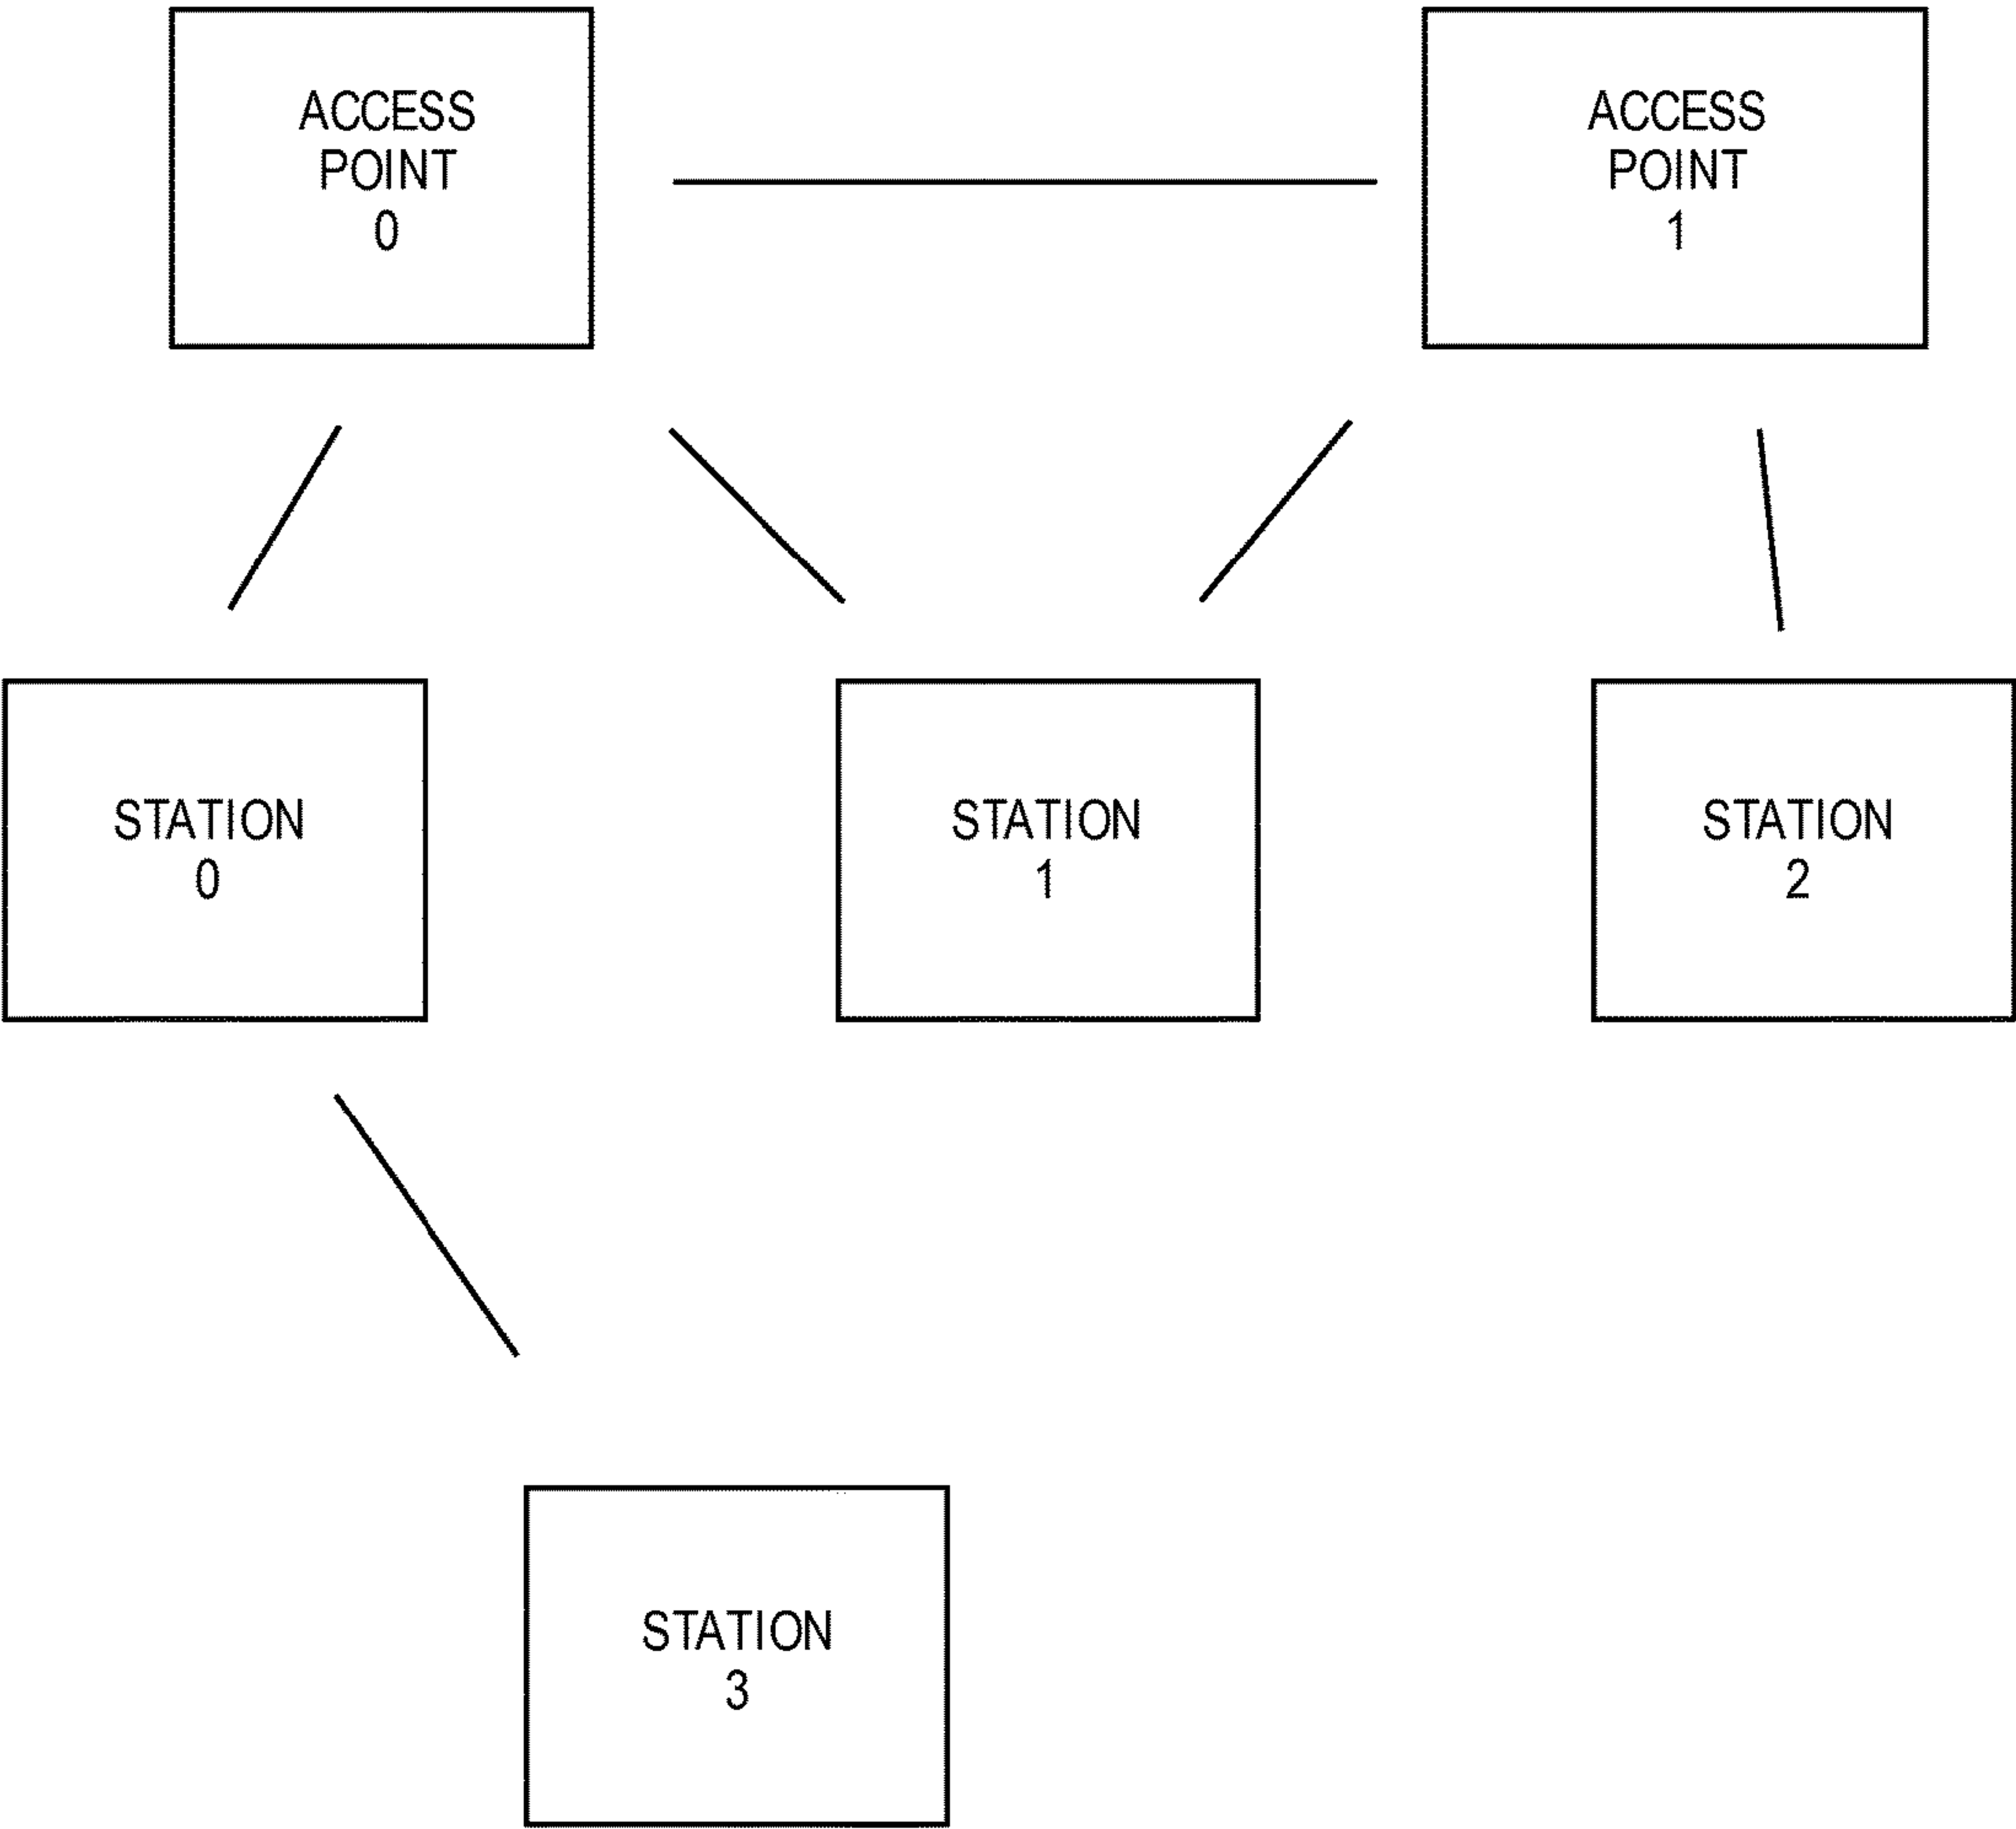 ACCESS
POINT
0
ACCESS
POINT
1
STATION
0
STATION
1
STATION
2
STATION
3